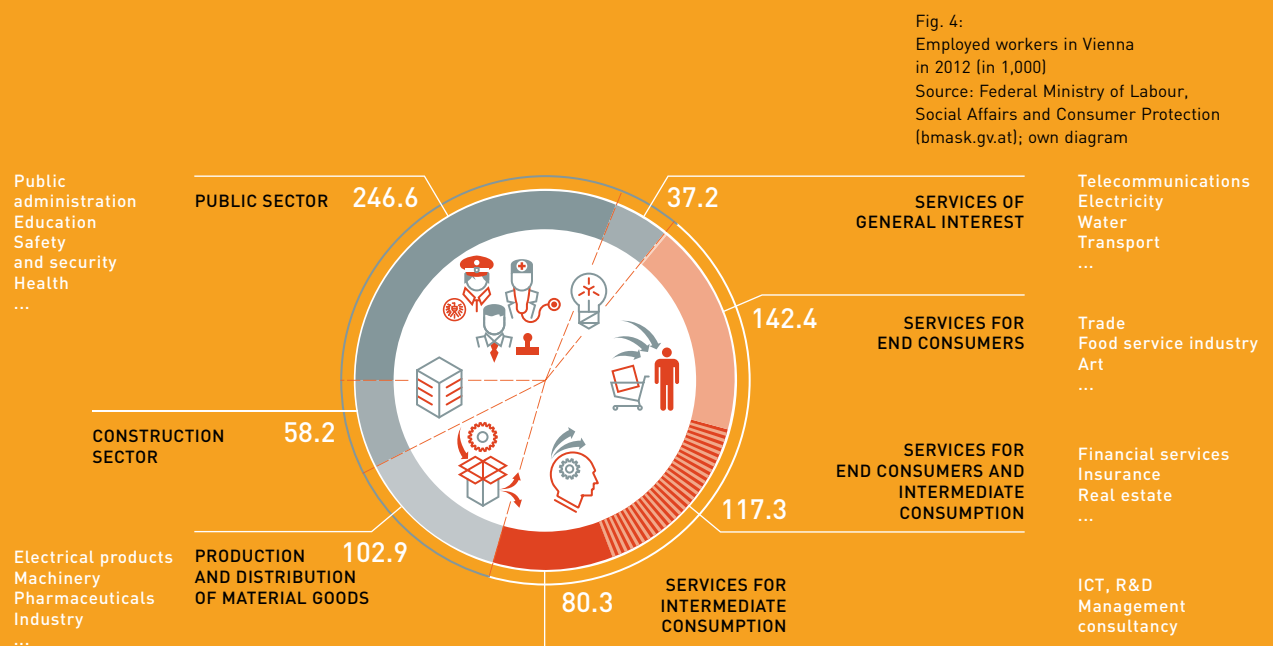 Fig. 4:
Employed workers in Vienna
in 2012 (in 1,000)
Source: Federal Ministry of Labour,
Social Affairs and Consumer Protection
(bmask.gv.at); own diagram
Public
administration
Education
Safety
and security
Health
...
PUBLIC SECTOR 246.6
37.2
SERVICES OF
GENERAL INTEREST
Telecommunications
Electricity
Water
Transport
...
142.4
SERVICES FOR
END CONSUMERS
Trade
Food service industry
Art
...
CONSTRUCTION
SECTOR
58.2
117.3
SERVICES FOR
END CONSUMERS AND
INTERMEDIATE
CONSUMPTION
Financial services
Insurance
Real estate
...
Electrical products
Machinery
Pharmaceuticals
Industry
...
PRODUCTION
AND DISTRIBUTION
OF MATERIAL GOODS
102.9
80.3
SERVICES FOR
INTERMEDIATE
CONSUMPTION
ICT, R&D
Management
consultancy